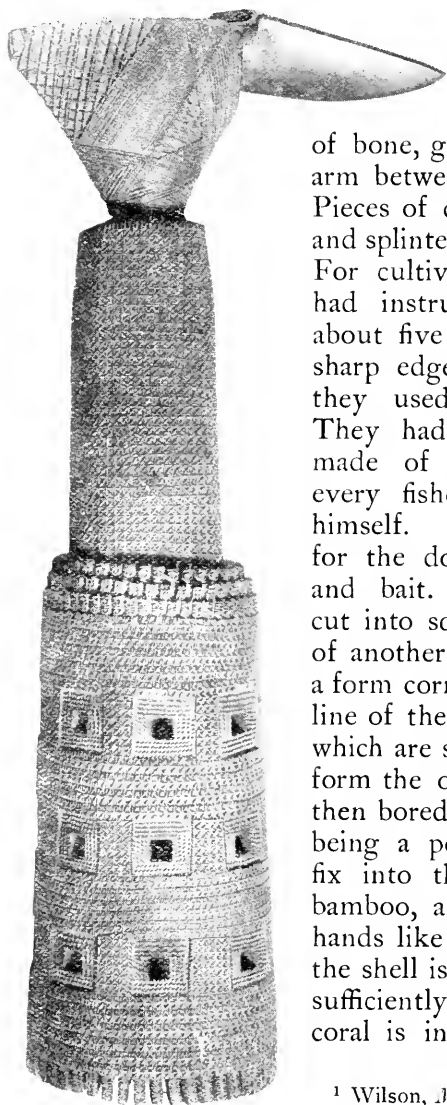 of bone, g
arm betwe
Pieces of
and splinte
For cultiv
had instru
about five
sharp edge
they used
They had
made of
every fishe
himself.
for the do
and bait.
cut into sc
of another
a form corr
line of the
which are s
form the o
then bored
being a po
fix into th
bamboo, a
hands like
the shell is
sufficiently
coral is in
¹ Wilson,